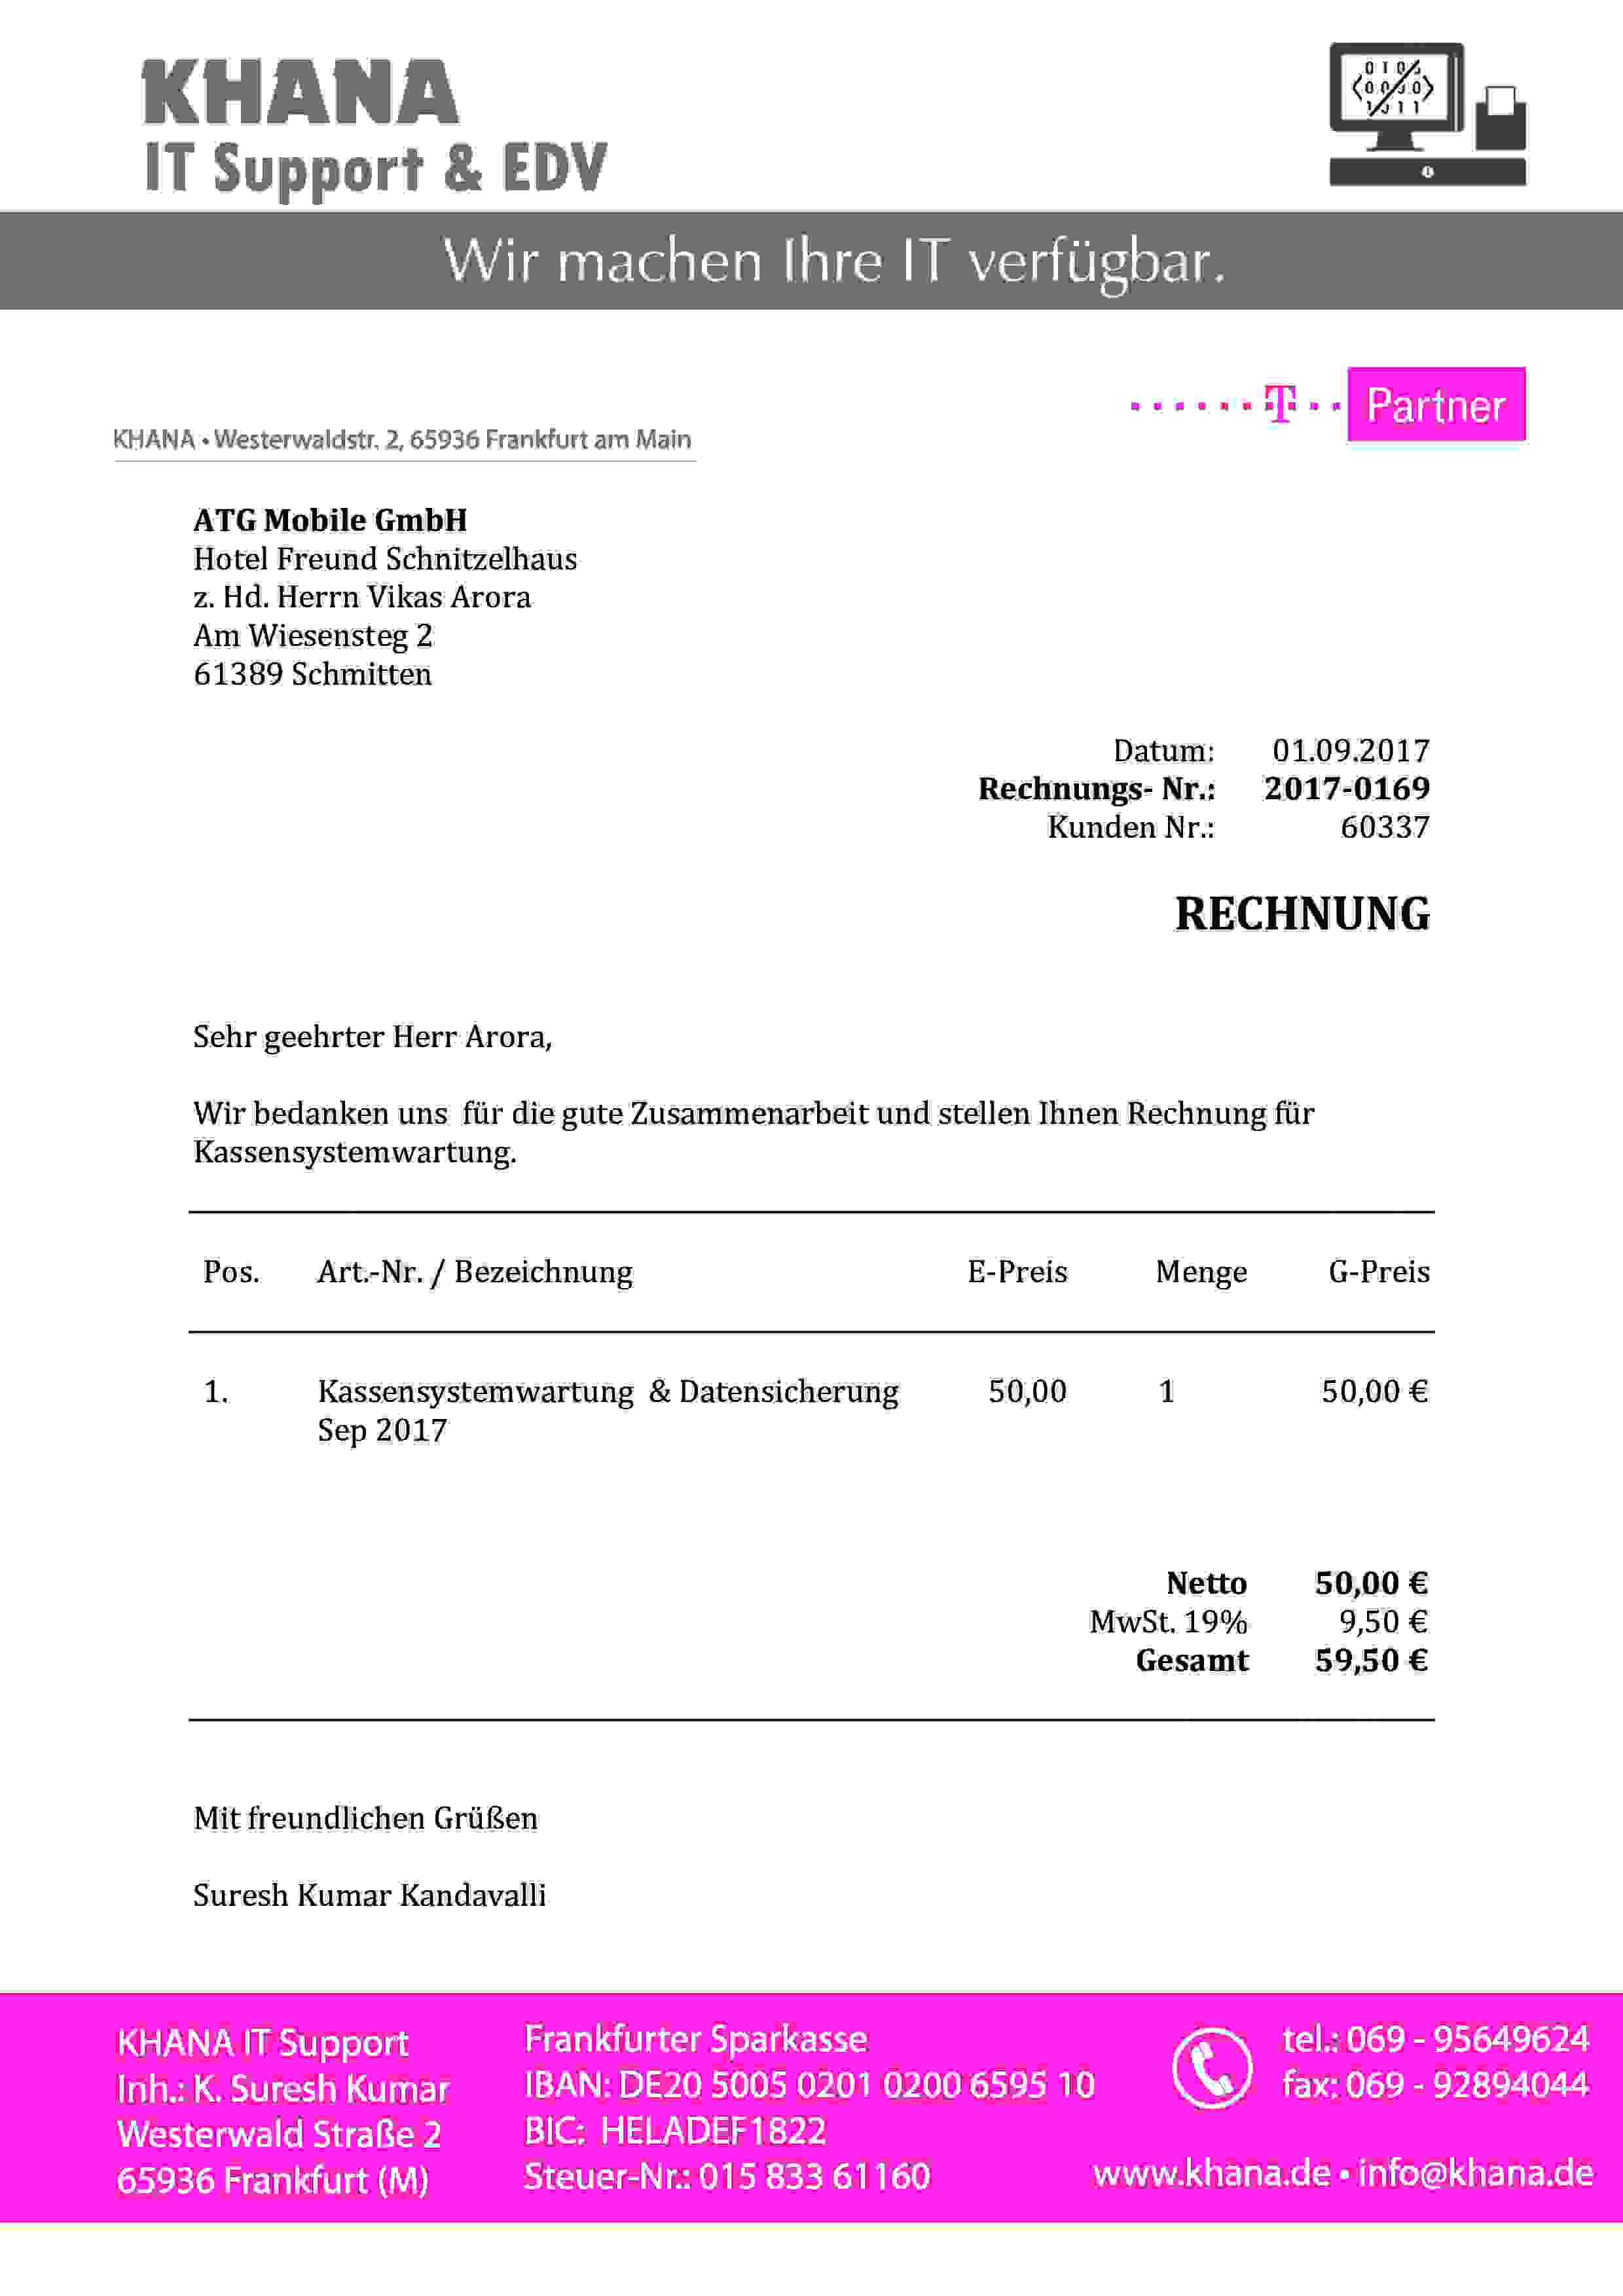 KHANA
IT Support & EDV
Wir machen Ihre IT verfügbar.
T Partner
KHANA • Westerwaldstr. 2, 65936 Frankfurt am Main
ATG Mobile GmbH
Hotel Freund Schnitzelhaus
z. Hd. Herrn Vikas Arora
Am Wiesensteg 2
61389 Schmitten
Datum: 01.09.2017
Rechnungs- Nr.: 2017-0169
Kunden Nr.: 60337
RECHNUNG
Sehr geehrter Herr Arora,
Wir bedanken uns für die gute Zusammenarbeit und stellen Ihnen Rechnung für
Kassensystemwartung.
Pos. Art.-Nr. / Bezeichnung E-Preis Menge G-Preis
1. Kassensystemwartung & Datensicherung 50,00 1 50,00 €
Sep 2017
Netto 50,00 €
MwSt. 19% 9,50 €
Gesamt 59,50 €
Mit freundlichen Grüßen
Suresh Kumar Kandavalli
KHANA IT Support
Inh.: K. Suresh Kumar
Westerwald Straße 2
65936 Frankfurt (M)
Frankfurter Sparkasse
IBAN: DE20 5005 0201 0200 6595 10
BIC: HELADEF1822
Steuer-Nr.: 015 833 61160
tel.: 069 - 95649624
fax: 069 - 92894044
www.khana.de • info@khana.de